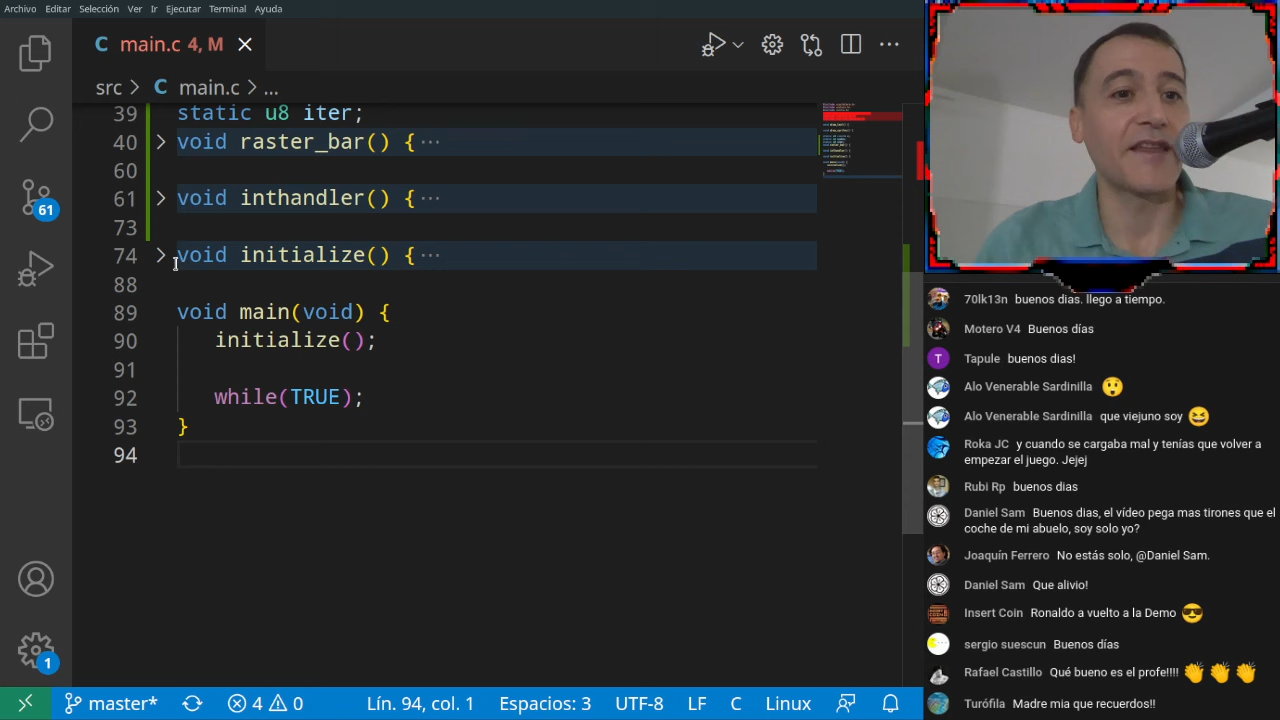 Archivo Editar Selección Ver Ir Ejecutar Terminal Ayuda
C main.c 4, M
src > C main.c > ...
39 static u8 iter;
40 void raster_bar() { ...
60
61 void inthandler() { ...
73
74 void initialize() { ...
88
89 void main(void) {
90 initialize();
91
92 while(TRUE);
93 }
94
61
1
master* 4 0 Lín. 94, col. 1 Espacios: 3 UTF-8 LF C Linux
70lk13n buenos dias. llego a tiempo.
Motero V4 Buenos días
T Tapule buenos dias!
Alo Venerable Sardinilla 😲
Alo Venerable Sardinilla que viejuno soy 😆
Roka JC y cuando se cargaba mal y tenías que volver a
empezar el juego. Jejej
Rubi Rp buenos dias
Daniel Sam Buenos dias, el vídeo pega mas tirones que el
coche de mi abuelo, soy solo yo?
Joaquín Ferrero No estás solo, @Daniel Sam.
Daniel Sam Que alivio!
Insert Coin Ronaldo a vuelto a la Demo 😎
sergio suescun Buenos días
Rafael Castillo Qué bueno es el profe!!!! 👏👏👏
Turófila Madre mia que recuerdos!!